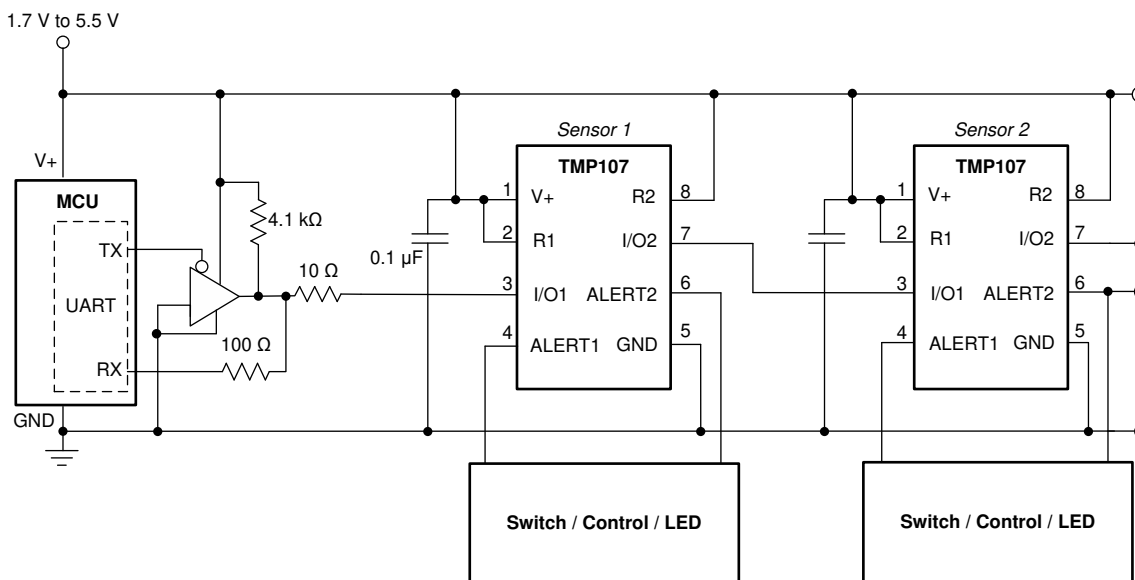 1.7 V to 5.5 V
V+
MCU
TX
UART
RX
GND
4.1 kΩ
10 Ω
100 Ω
0.1 µF
Sensor 1
TMP107
1
V+
R2
8
2
R1
I/O2
7
3
I/O1
ALERT2
6
4
ALERT1
GND
5
Switch / Control / LED
Sensor 2
TMP107
1
V+
R2
8
2
R1
I/O2
7
3
I/O1
ALERT2
6
4
ALERT1
GND
5
Switch / Control / LED